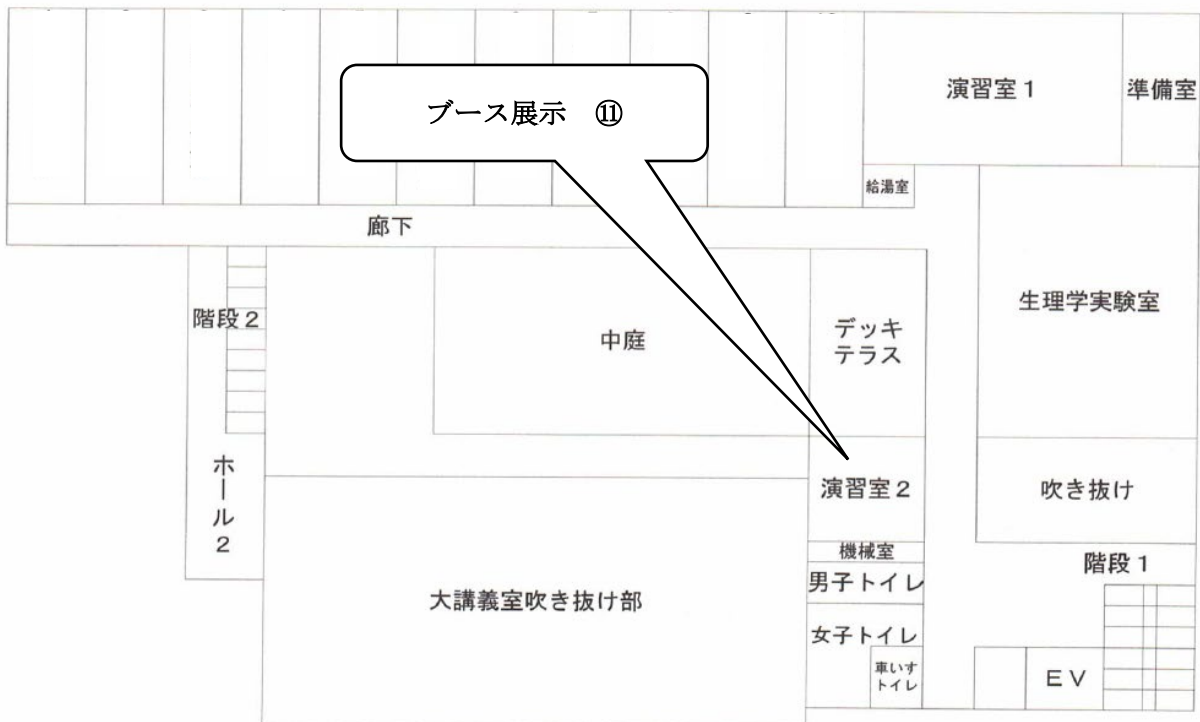 ブース展示　⑪
演習室１
準備室
給湯室
廊下
階段２
中庭
デッキ
テラス
生理学実験室
ホール２
演習室２
吹き抜け
機械室
階段１
男子トイレ
大講義室吹き抜け部
女子トイレ
車いす
トイレ
ＥＶ